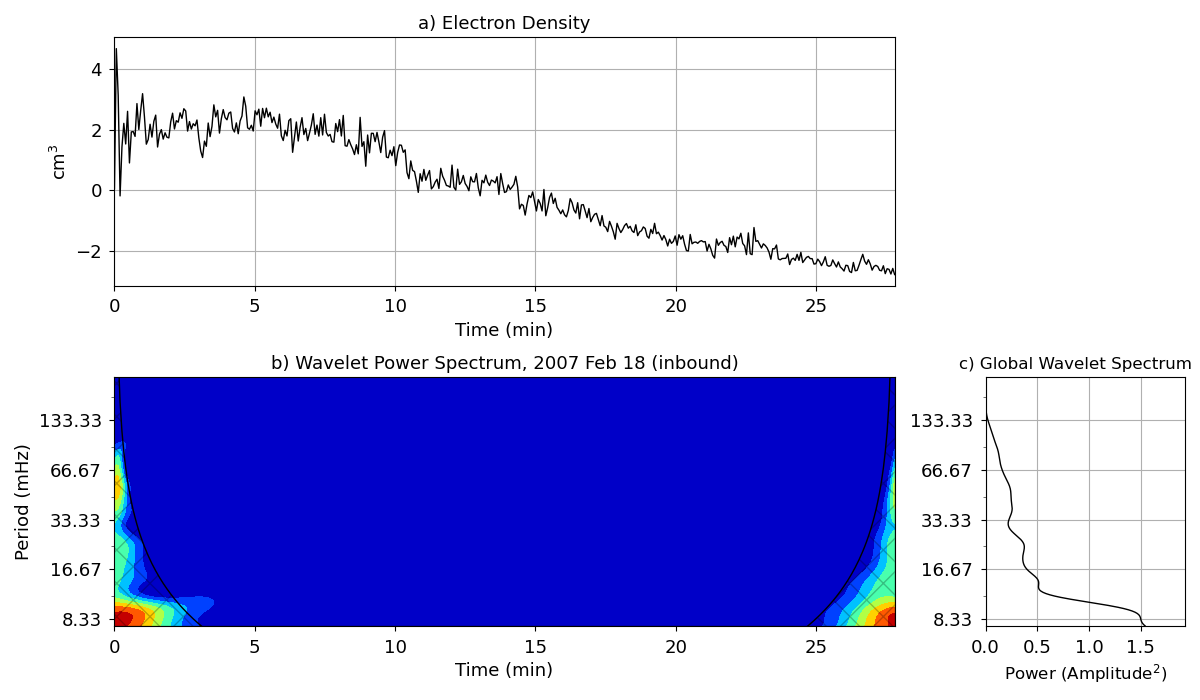 a) Electron Density
4
2
0
−2
cm³
0 5 10 15 20 25
Time (min)
b) Wavelet Power Spectrum, 2007 Feb 18 (inbound)
133.33
66.67
33.33
16.67
8.33
Period (mHz)
0 5 10 15 20 25
Time (min)
c) Global Wavelet Spectrum
133.33
66.67
33.33
16.67
8.33
0.0 0.5 1.0 1.5
Power (Amplitude²)